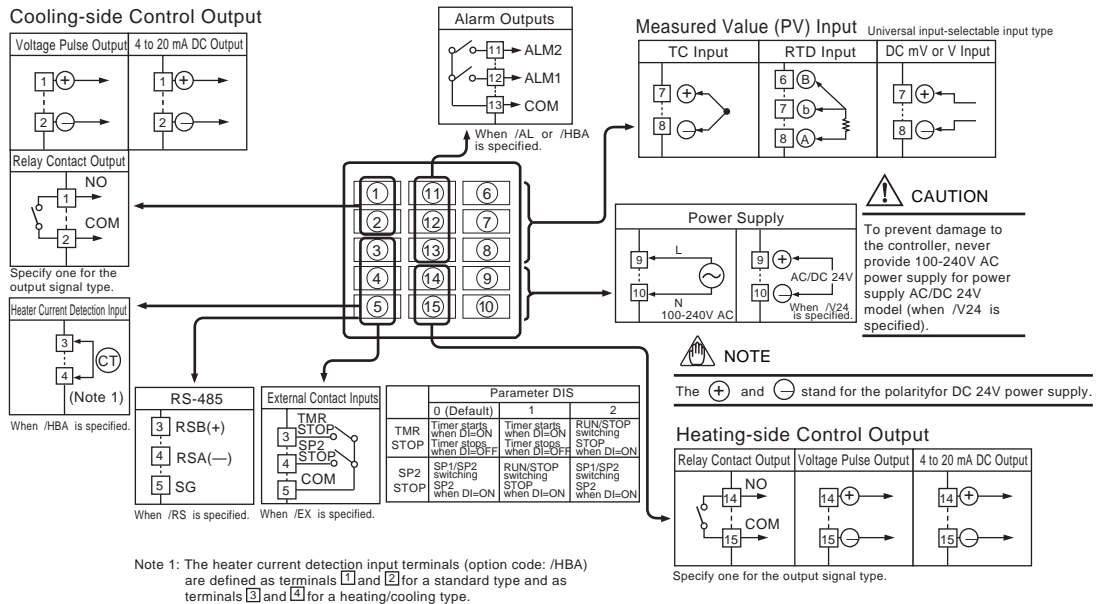 Cooling-side Control Output
Voltage Pulse Output
4 to 20 mA DC Output
1
2
1
2
Relay Contact Output
NO
1
COM
2
Specify one for the
output signal type.
Heater Current Detection Input
3
CT
4
(Note 1)
When /HBA is specified.
Alarm Outputs
11 ALM2
12 ALM1
13 COM
When /AL or /HBA
is specified.
Measured Value (PV) Input Universal input-selectable input type
TC Input
RTD Input
DC mV or V Input
7 +
8 −
6 B
7 b
8 A
7 +
8 −
1 11 6
2 12 7
3 13 8
4 14 9
5 15 10
Power Supply
9
L
10
N
100-240V AC
9 +
AC/DC 24V
10 −
When /V24
is specified.
CAUTION
To prevent damage to
the controller, never
provide 100-240V AC
power supply for power
supply AC/DC 24V
model (when /V24 is
specified).
NOTE
The + and − stand for the polarityfor DC 24V power supply.
RS-485
3 RSB(+)
4 RSA(—)
5 SG
When /RS is specified.
External Contact Inputs
TMR
STOP
3
SP2
STOP
4
COM
5
When /EX is specified.
Parameter DIS
0 (Default) 1 2
TMR
STOP
Timer starts
when DI=ON
Timer stops
when DI=OFF
Timer starts
when DI=ON
Timer stops
when DI=OFF
RUN/STOP
switching
STOP
when DI=ON
SP2
STOP
SP1/SP2
switching
SP2
when DI=ON
RUN/STOP
switching
STOP
when DI=ON
SP1/SP2
switching
SP2
when DI=ON
Heating-side Control Output
Relay Contact Output
Voltage Pulse Output
4 to 20 mA DC Output
NO
14
COM
15
14 +
15 −
14 +
15 −
Specify one for the output signal type.
Note 1: The heater current detection input terminals (option code: /HBA)
are defined as terminals 1 and 2 for a standard type and as
terminals 3 and 4 for a heating/cooling type.